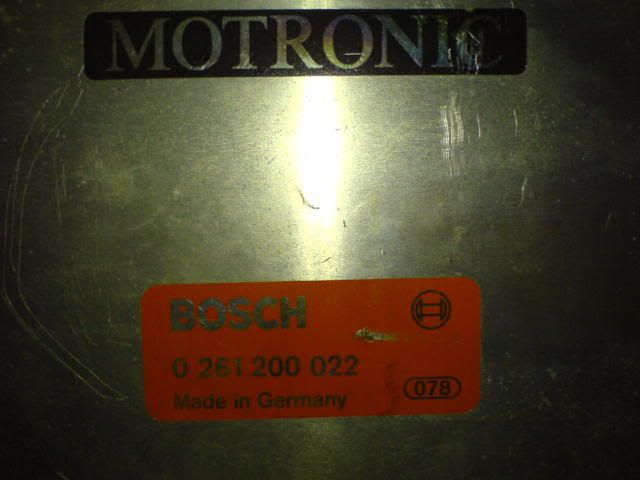 MOTRONIC
BOSCH
0 261 200 022
078
Made in Germany